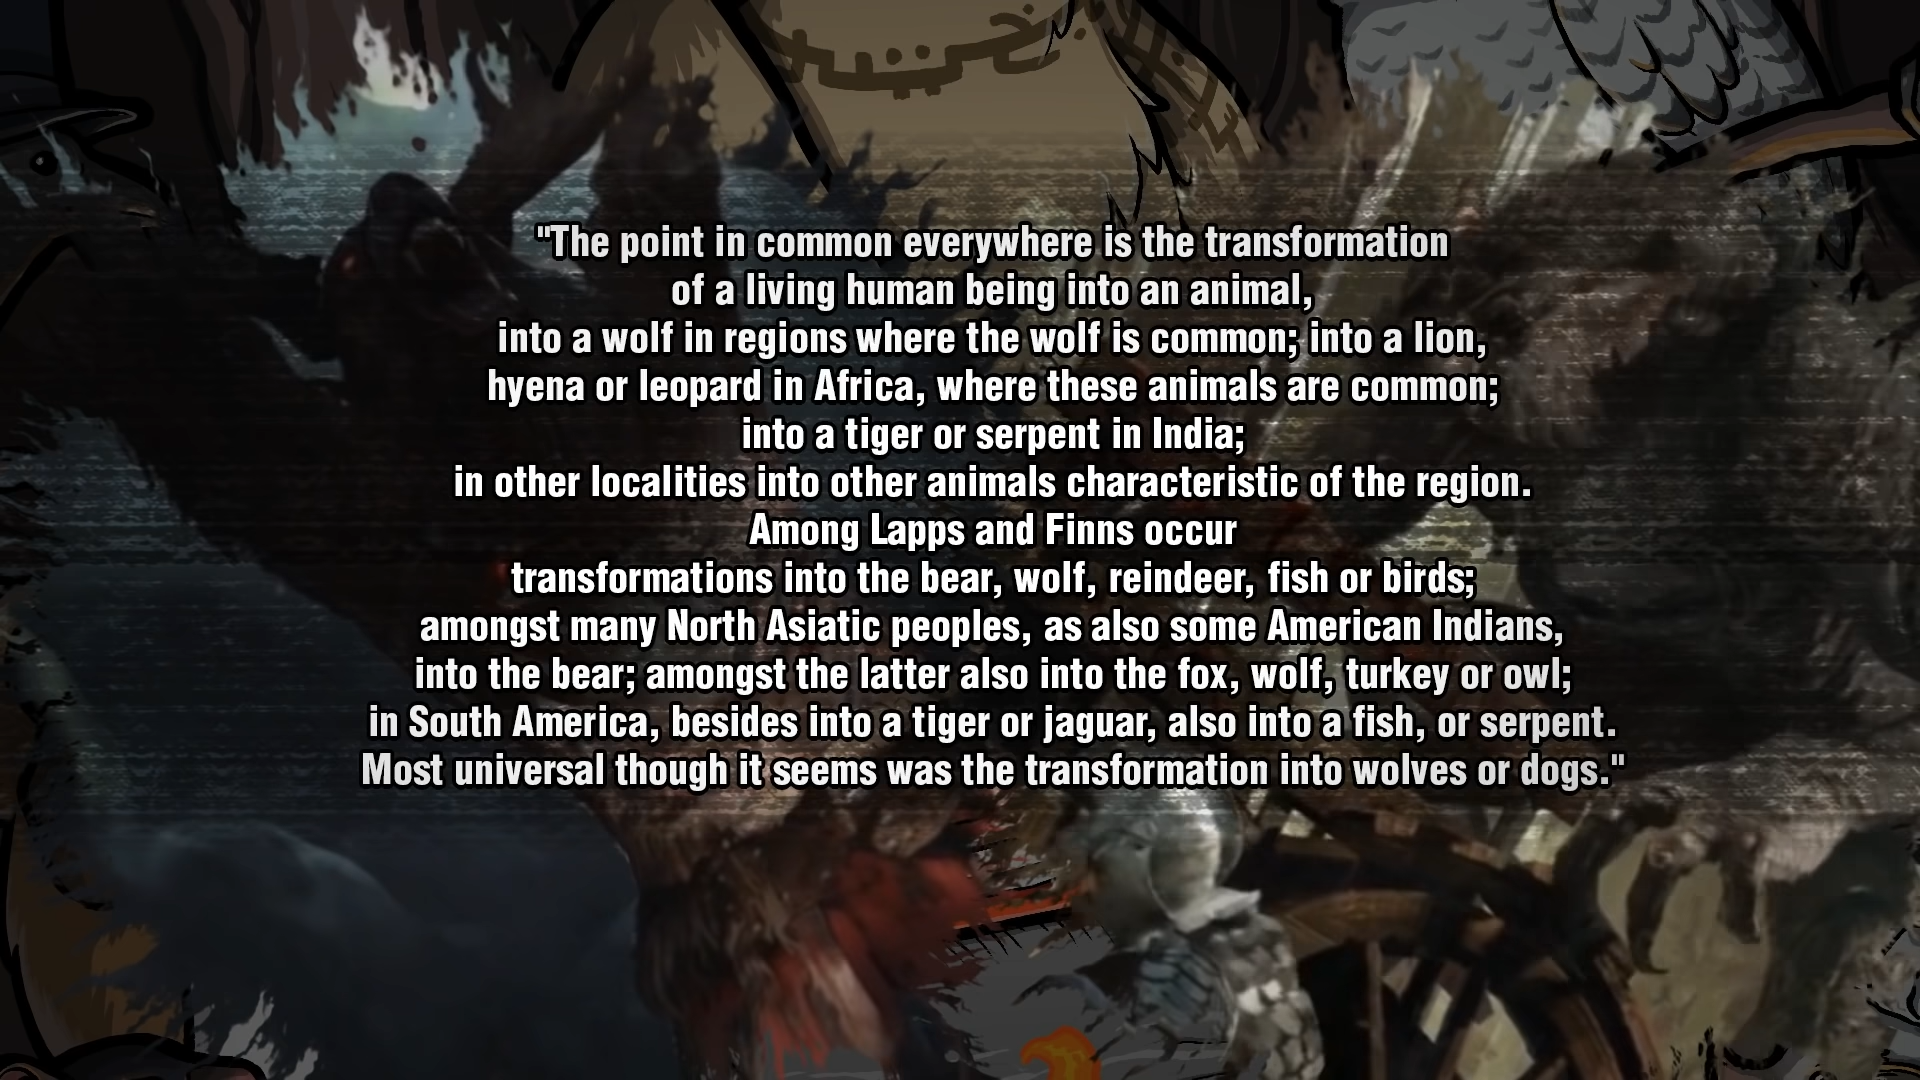 "The point in common everywhere is the transformation
of a living human being into an animal,
into a wolf in regions where the wolf is common; into a lion,
hyena or leopard in Africa, where these animals are common;
into a tiger or serpent in India;
in other localities into other animals characteristic of the region.
Among Lapps and Finns occur
transformations into the bear, wolf, reindeer, fish or birds;
amongst many North Asiatic peoples, as also some American Indians,
into the bear; amongst the latter also into the fox, wolf, turkey or owl;
in South America, besides into a tiger or jaguar, also into a fish, or serpent.
Most universal though it seems was the transformation into wolves or dogs."